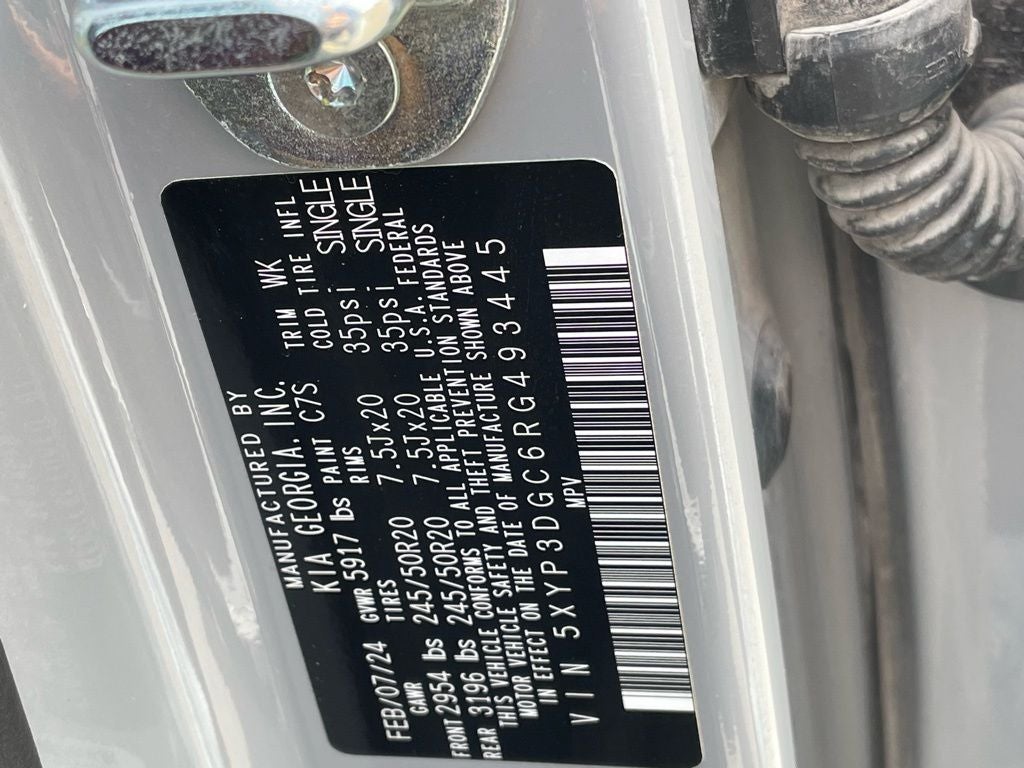 MANUFACTURED BY
KIA GEORGIA, INC.
FEB/07/24 GVWR 5917 lbs PAINT C7S TRIM WK
GAWR TIRES RIMS COLD TIRE INFL
FRONT 2954 lbs 245/50R20 7.5Jx20 35psi SINGLE
REAR 3196 lbs 245/50R20 7.5Jx20 35psi SINGLE
THIS VEHICLE CONFORMS TO ALL APPLICABLE U.S.A. FEDERAL
MOTOR VEHICLE SAFETY AND THEFT PREVENTION STANDARDS
IN EFFECT ON THE DATE OF MANUFACTURE SHOWN ABOVE
VIN 5XYP3DGC6RG493445
MPV